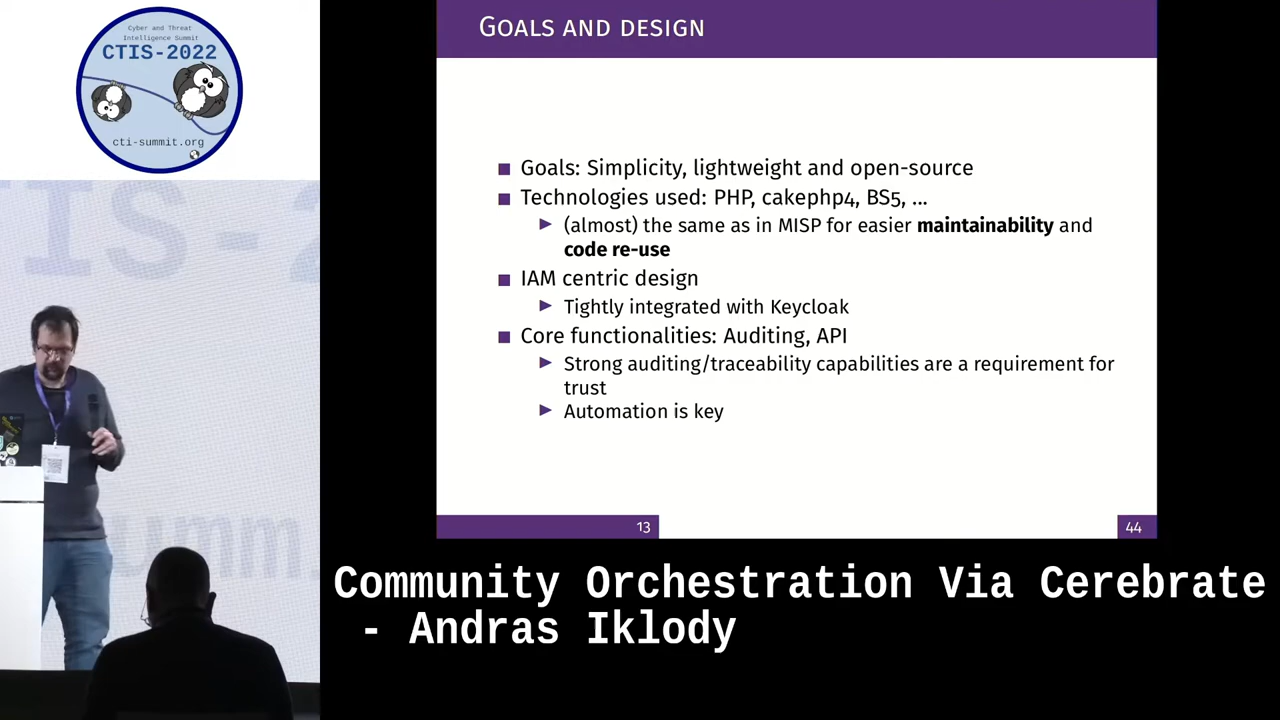 Cyber and Threat
Intelligence Summit
CTIS-2022
cti-summit.org
TIS-2
summ
GOALS AND DESIGN
Goals: Simplicity, lightweight and open-source
Technologies used: PHP, cakephp4, BS5, ...
(almost) the same as in MISP for easier maintainability and
code re-use
IAM centric design
Tightly integrated with Keycloak
Core functionalities: Auditing, API
Strong auditing/traceability capabilities are a requirement for
trust
Automation is key
13
44
Community Orchestration Via Cerebrate
- Andras Iklody